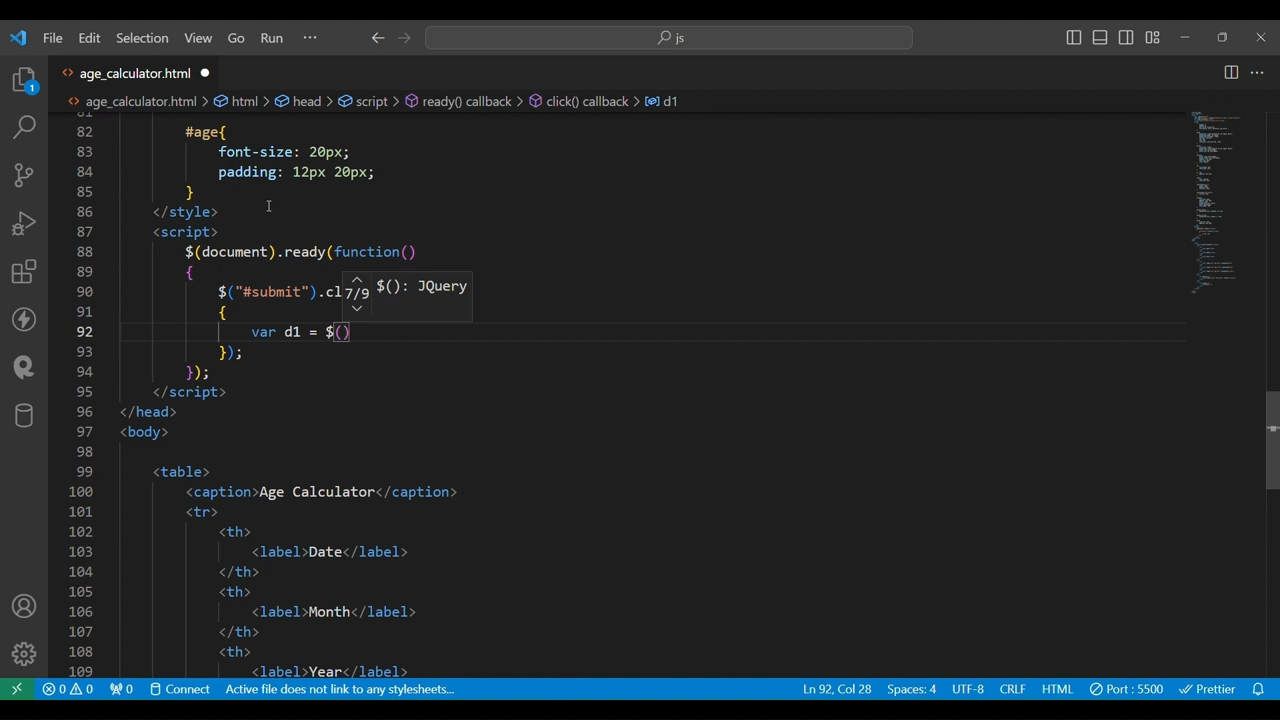 File Edit Selection View Go Run ··· js
age_calculator.html
age_calculator.html > html > head > script > ready() callback > click() callback > d1
82 #age{
83 font-size: 20px;
84 padding: 12px 20px;
85 }
86 </style>
87 <script>
88 $(document).ready(function()
89 {
90 $("#submit").cl
7/9 $(): JQuery
91 {
92 var d1 = $()
93 });
94 });
95 </script>
96 </head>
97 <body>
98
99 <table>
100 <caption>Age Calculator</caption>
101 <tr>
102 <th>
103 <label>Date</label>
104 </th>
105 <th>
106 <label>Month</label>
107 </th>
108 <th>
109 <label>Year</label>
1
0 0 0 Connect Active file does not link to any stylesheets... Ln 92, Col 28 Spaces: 4 UTF-8 CRLF HTML Port : 5500 Prettier